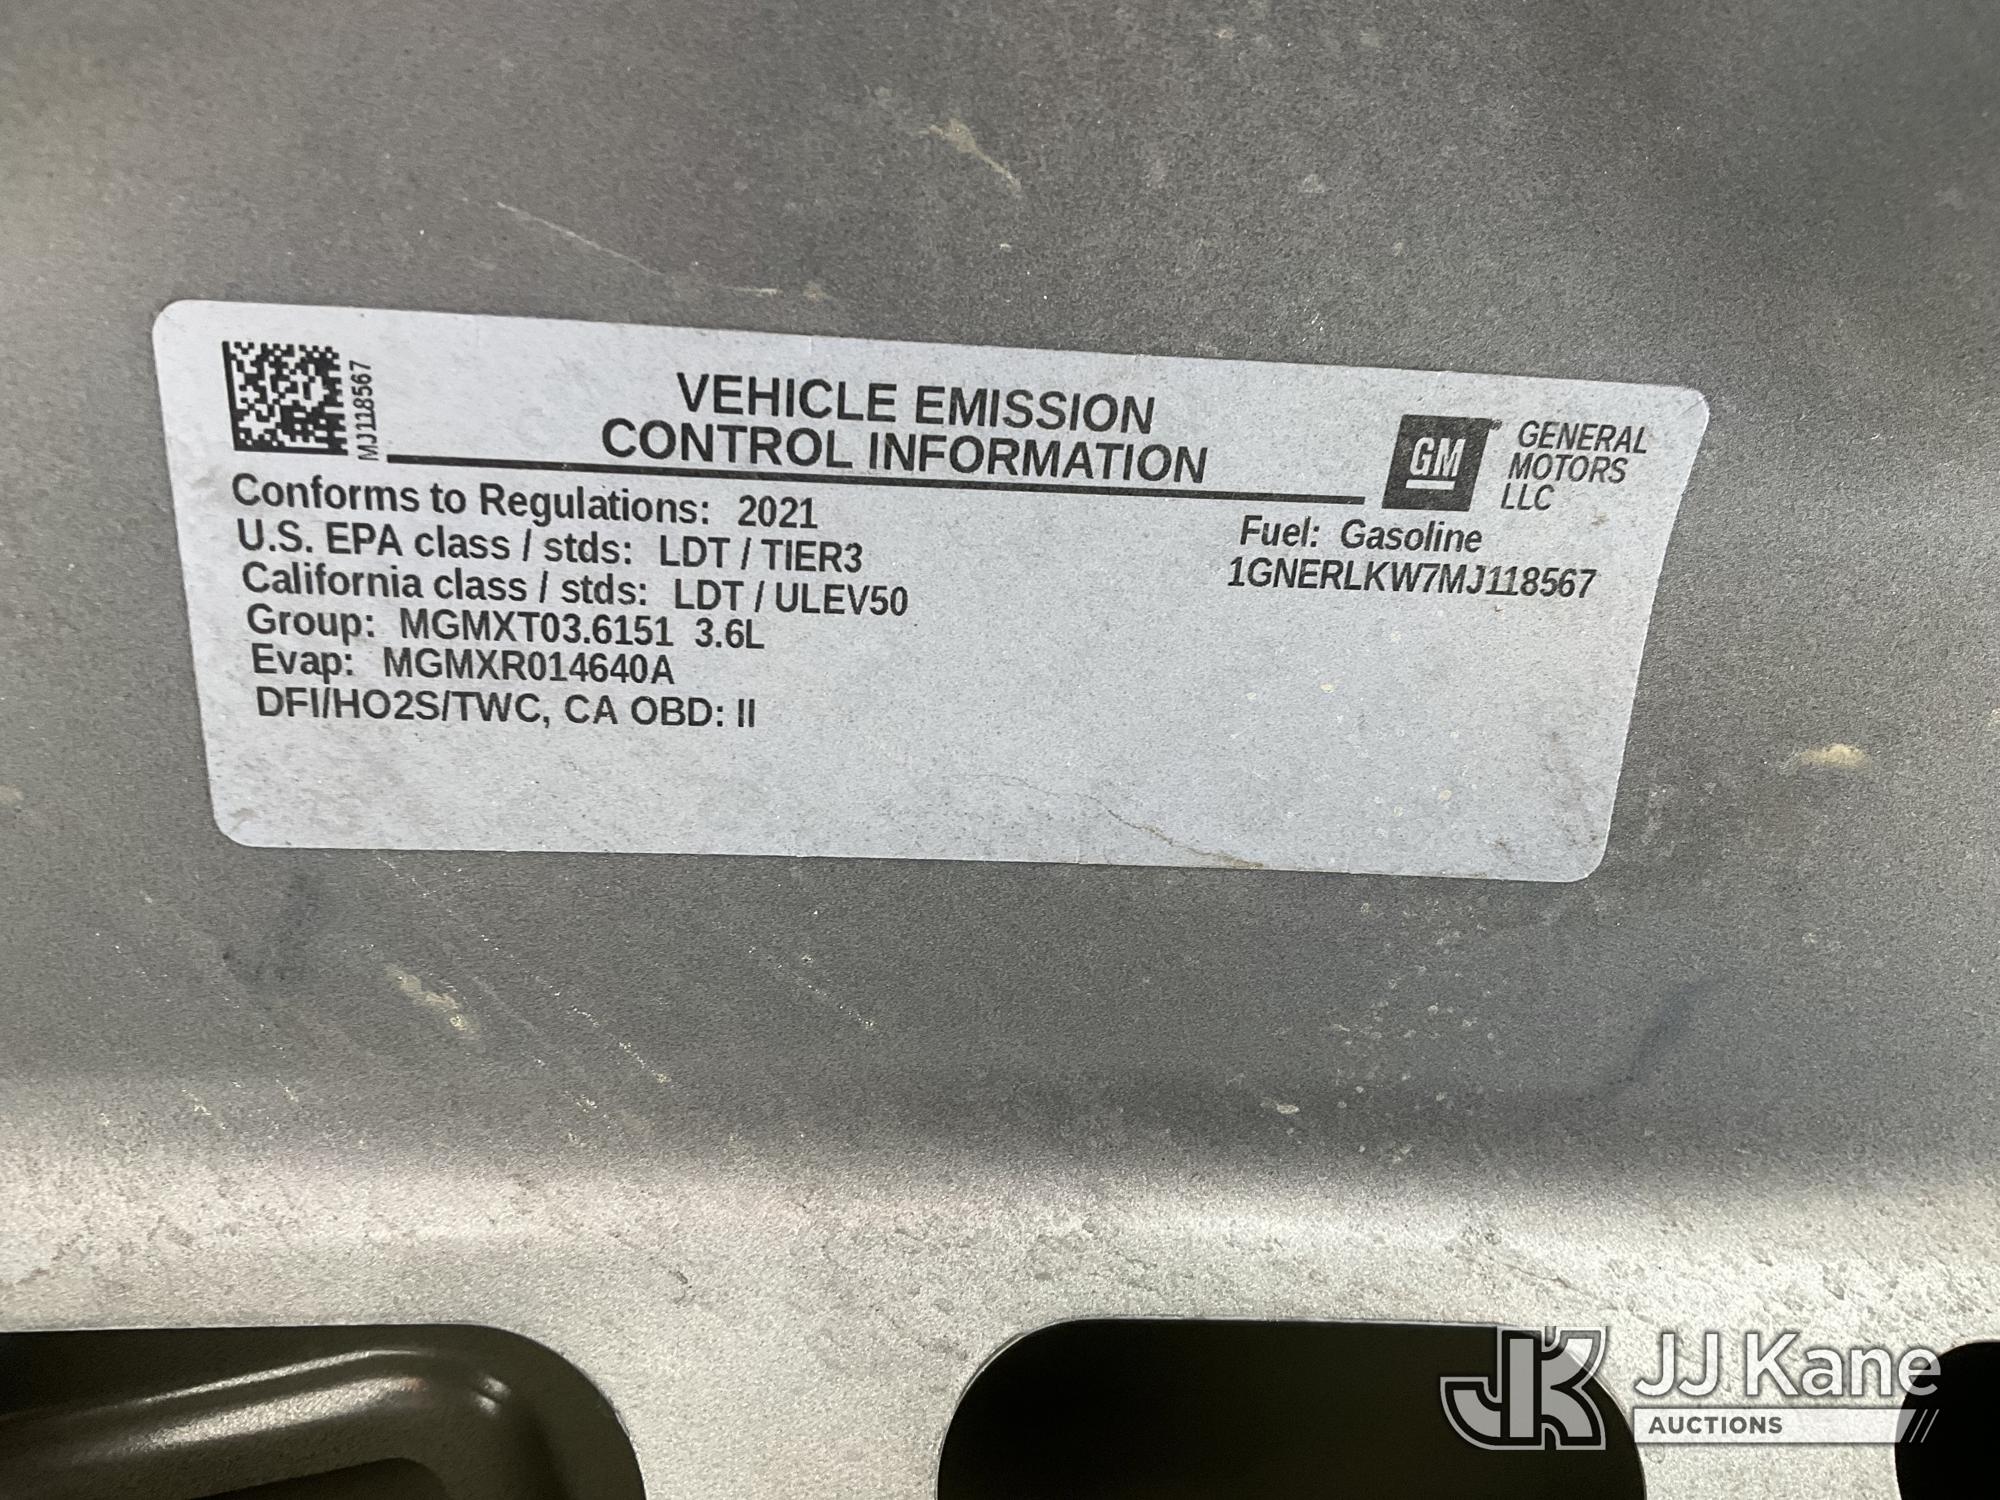 MJ118567
VEHICLE EMISSION
CONTROL INFORMATION
GM
GENERAL
MOTORS
LLC
Conforms to Regulations: 2021
U.S. EPA class / stds: LDT / TIER3
California class / stds: LDT / ULEV50
Group: MGMXT03.6151 3.6L
Evap: MGMXR014640A
DFI/HO2S/TWC, CA OBD: II
Fuel: Gasoline
1GNERLKW7MJ118567
JK JJ Kane
AUCTIONS